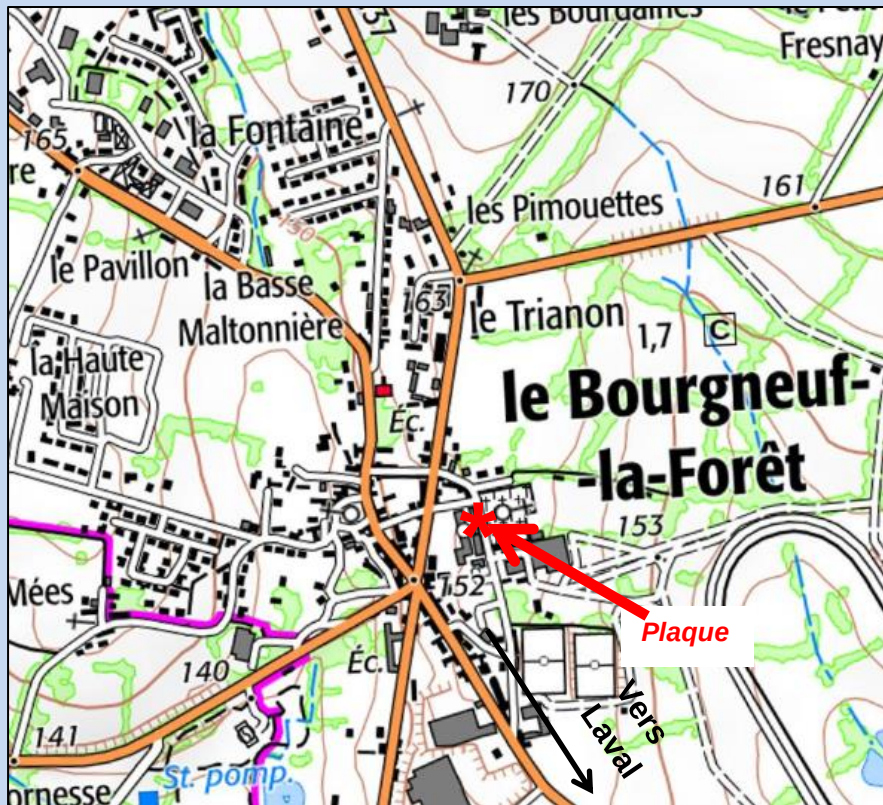 les Bourdaines
Fresnay
170
165
la Fontaine
161
les Pimouettes
le Pavillon
150
la Basse
Maltonnière
163
le Trianon
1,7
C
la Haute
Maison
le Bourgneuf-
-la-Forêt
Éc.
153
152
Mées
Plaque
140
Éc.
Vers
Laval
141
St. pomp.
ornesse